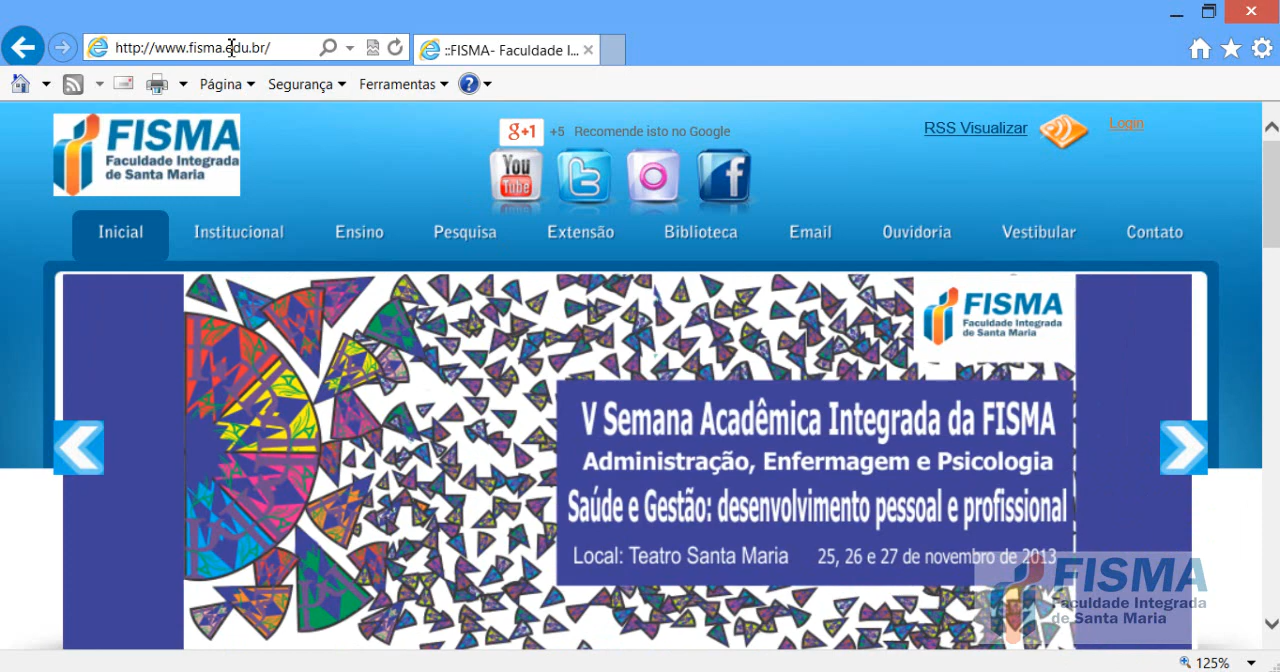 http://www.fisma.edu.br/
::FISMA- Faculdade I...
Página
Segurança
Ferramentas
?
FISMA
Faculdade Integrada
de Santa Maria
g+1 +5 Recomende isto no Google
RSS Visualizar
Login
You
Tube
Inicial Institucional Ensino Pesquisa Extensão Biblioteca Email Ouvidoria Vestibular Contato
FISMA
Faculdade Integrada
de Santa Maria
V Semana Acadêmica Integrada da FISMA
Administração, Enfermagem e Psicologia
Saúde e Gestão: desenvolvimento pessoal e profissional
Local: Teatro Santa Maria 25, 26 e 27 de novembro de 2013
FISMA
Faculdade Integrada
de Santa Maria
125%